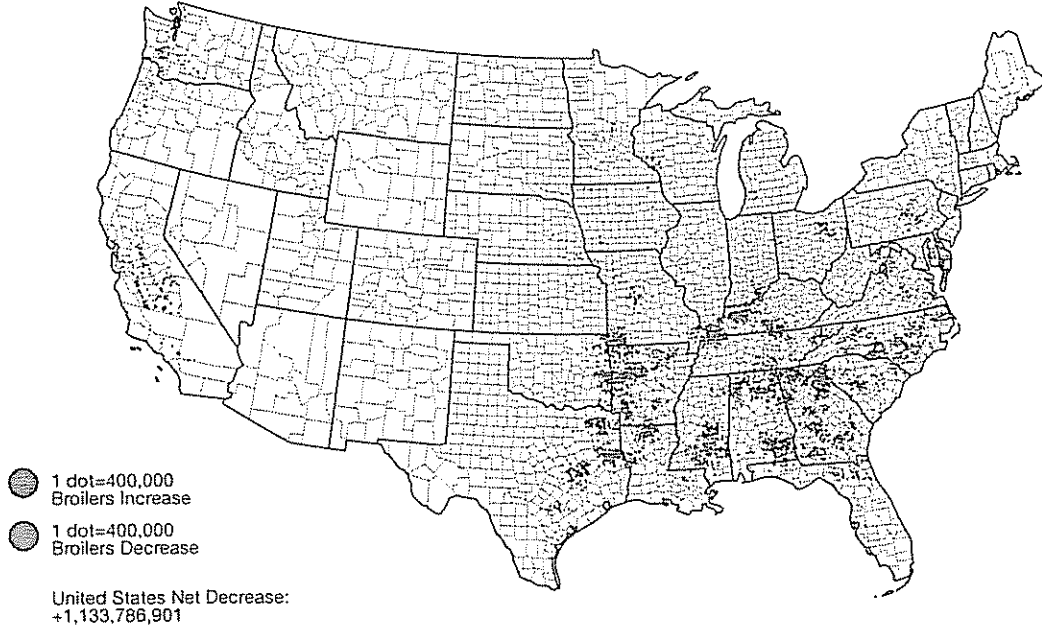 1 dot=400,000
Broilers Increase
1 dot=400,000
Broilers Decrease
United States Net Decrease:
+1,133,786,901